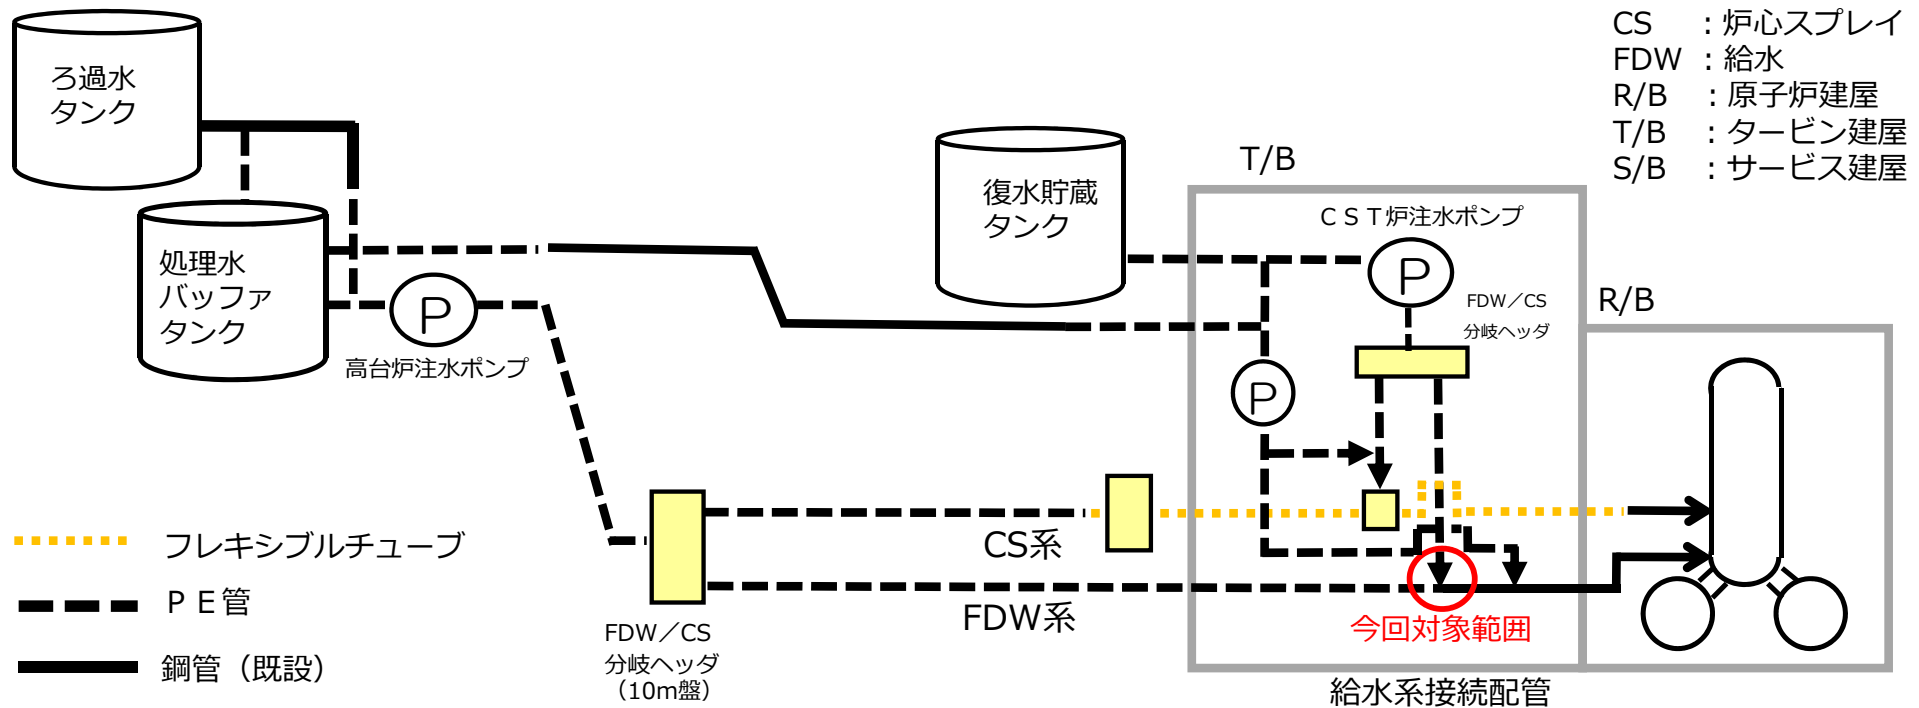 CS ：炉心スプレイ
FDW ：給水
R/B ：原子炉建屋
T/B ：タービン建屋
S/B ：サービス建屋
ろ過水
タンク
処理水
バッファ
タンク
P
高台炉注水ポンプ
復水貯蔵
タンク
T/B
ＣＳＴ炉注水ポンプ
P
FDW／CS
分岐ヘッダ
R/B
P
CS系
FDW系
今回対象範囲
給水系接続配管
FDW／CS
分岐ヘッダ
（10m盤）
フレキシブルチューブ
ＰＥ管
鋼管（既設）